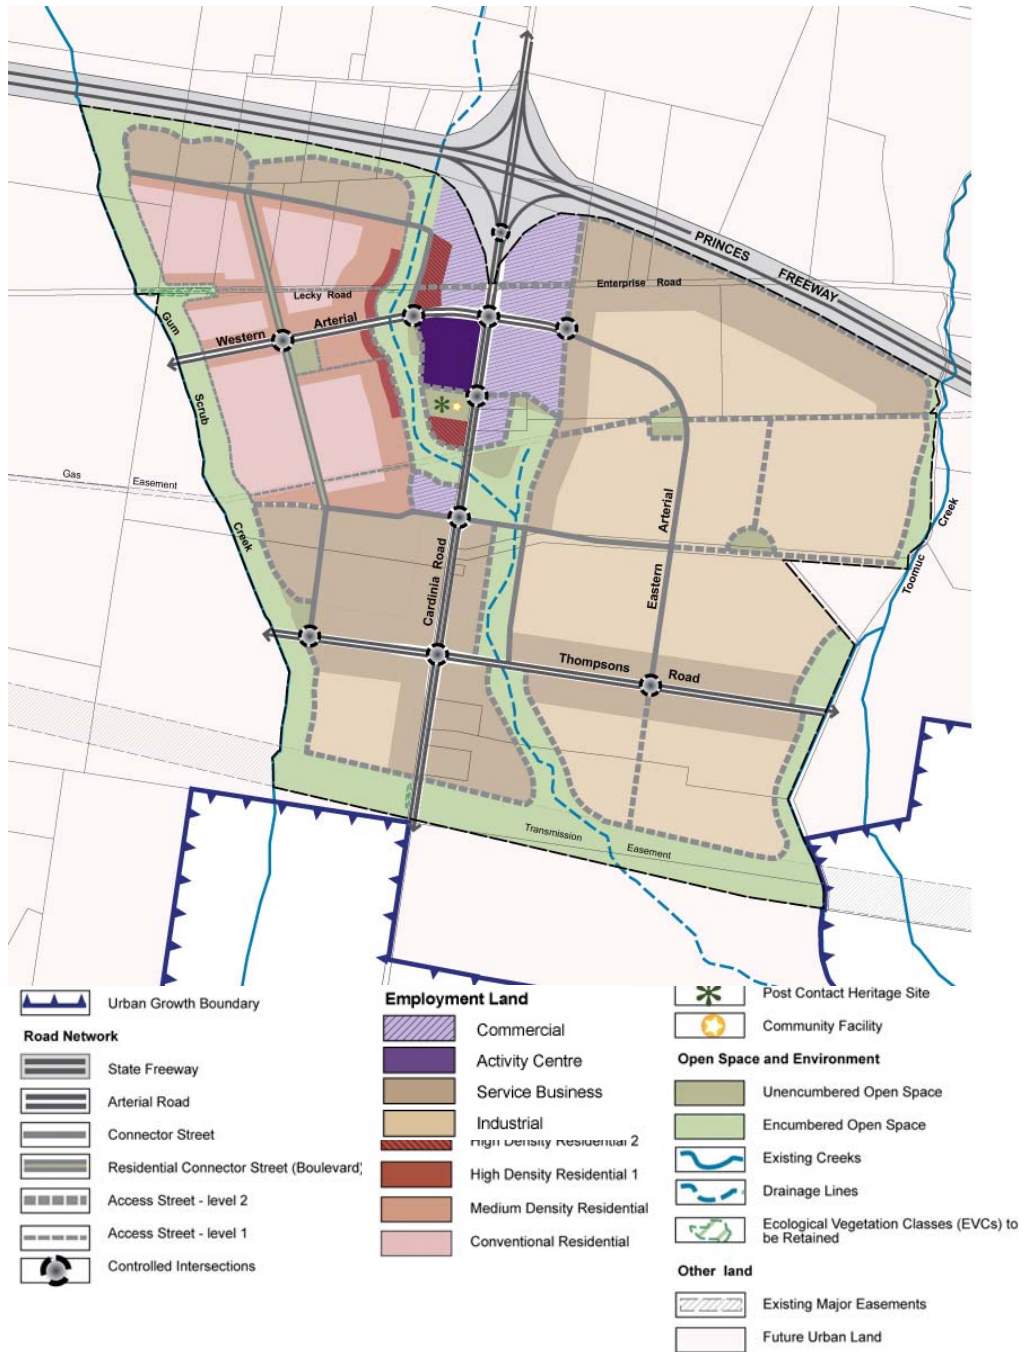 PRINCES FREEWAY
Enterprise Road
Lecky Road
Western Arterial
Gum
Scrub
Creek
Gas Easement
Cardinia Road
Eastern Arterial
Toomuc Creek
Thompsons Road
Transmission Easement
Urban Growth Boundary
Road Network
State Freeway
Arterial Road
Connector Street
Residential Connector Street (Boulevard)
Access Street - level 2
Access Street - level 1
Controlled Intersections
Employment Land
Commercial
Activity Centre
Service Business
Industrial
High Density Residential 2
High Density Residential 1
Medium Density Residential
Conventional Residential
Post Contact Heritage Site
Community Facility
Open Space and Environment
Unencumbered Open Space
Encumbered Open Space
Existing Creeks
Drainage Lines
Ecological Vegetation Classes (EVCs) to
be Retained
Other land
Existing Major Easements
Future Urban Land